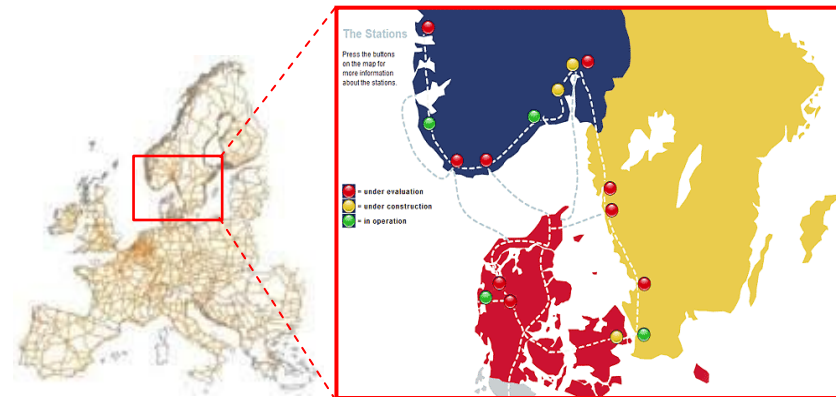 The Stations
Press the buttons
on the map for
more information
about the stations.
= under evaluation
= under construction
= in operation